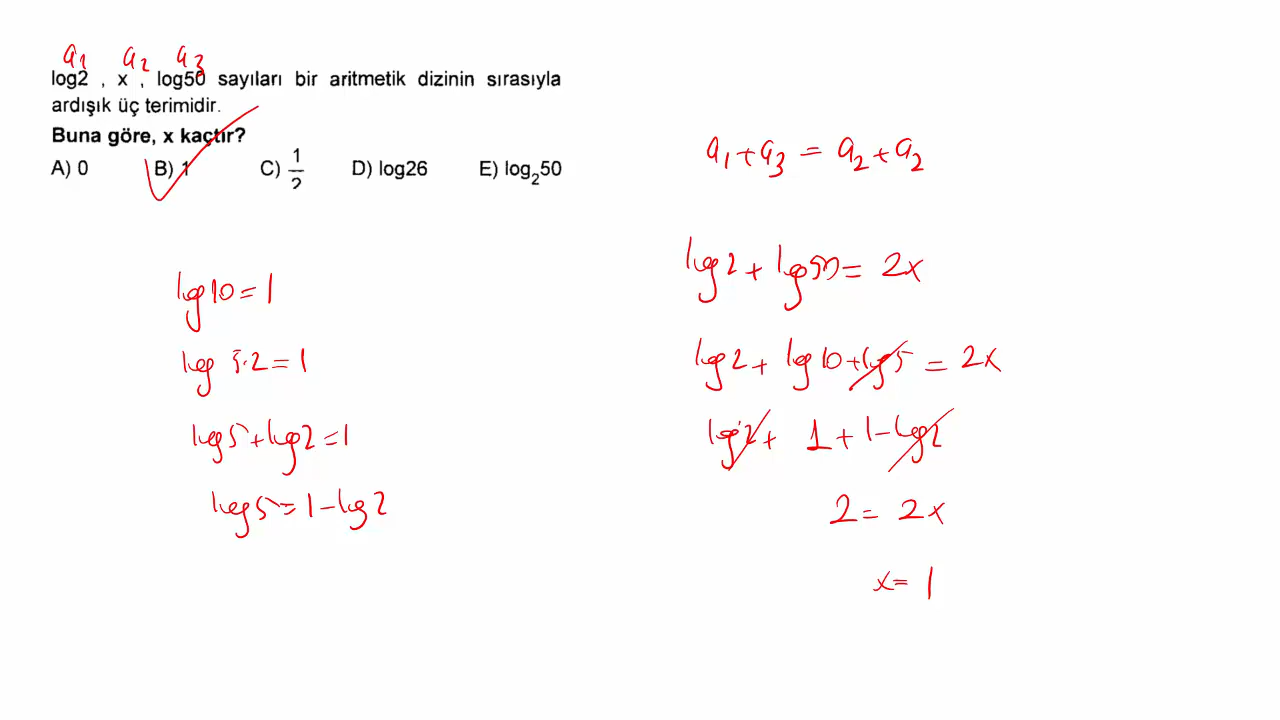 a1 a2 a3
log2 , x , log50 sayıları bir aritmetik dizinin sırasıyla
ardışık üç terimidir.
Buna göre, x kaçtır?
A) 0 B) 1 C) 1/2 D) log26 E) log₂50
log10 = 1
log 5·2 = 1
log5 + log2 = 1
log5 = 1 - log2
a1 + a3 = a2 + a2
log2 + log50 = 2x
log2 + log10 + log5 = 2x
log2 + 1 + 1 - log2
2 = 2x
x = 1